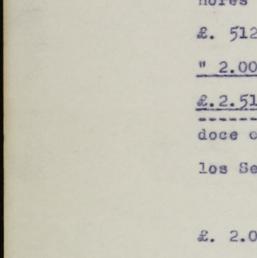 nores
£. 512
" 2.00
£.2.51
doce c
los Se
£. 2.0